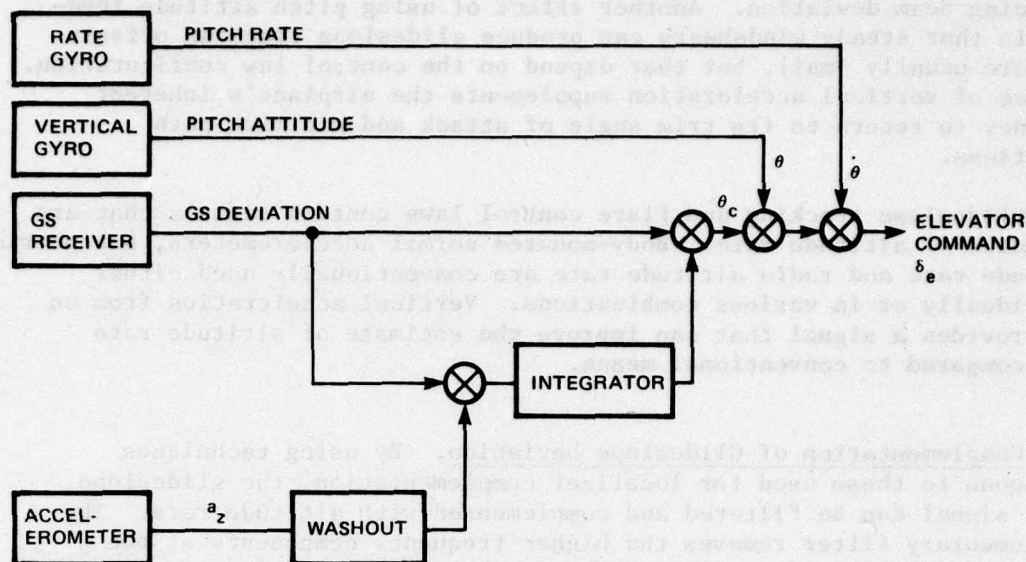 RATE
GYRO
PITCH RATE
VERTICAL
GYRO
PITCH ATTITUDE
θ
θ̇
GS
RECEIVER
GS DEVIATION
θc
ELEVATOR
COMMAND
δe
INTEGRATOR
ACCEL-
EROMETER
az
WASHOUT